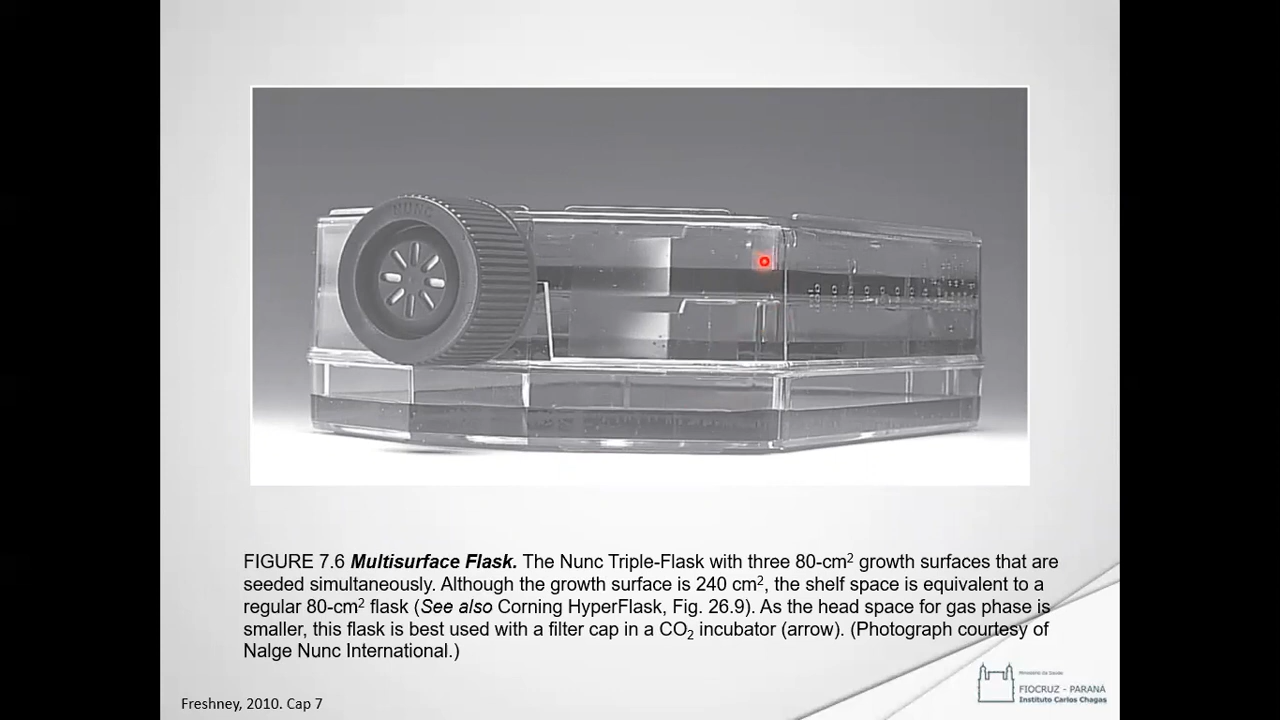 NUNC
FIGURE 7.6 Multisurface Flask. The Nunc Triple-Flask with three 80-cm² growth surfaces that are
seeded simultaneously. Although the growth surface is 240 cm², the shelf space is equivalent to a
regular 80-cm² flask (See also Corning HyperFlask, Fig. 26.9). As the head space for gas phase is
smaller, this flask is best used with a filter cap in a CO₂ incubator (arrow). (Photograph courtesy of
Nalge Nunc International.)
Ministério da Saúde
FIOCRUZ - PARANÁ
Instituto Carlos Chagas
Freshney, 2010. Cap 7